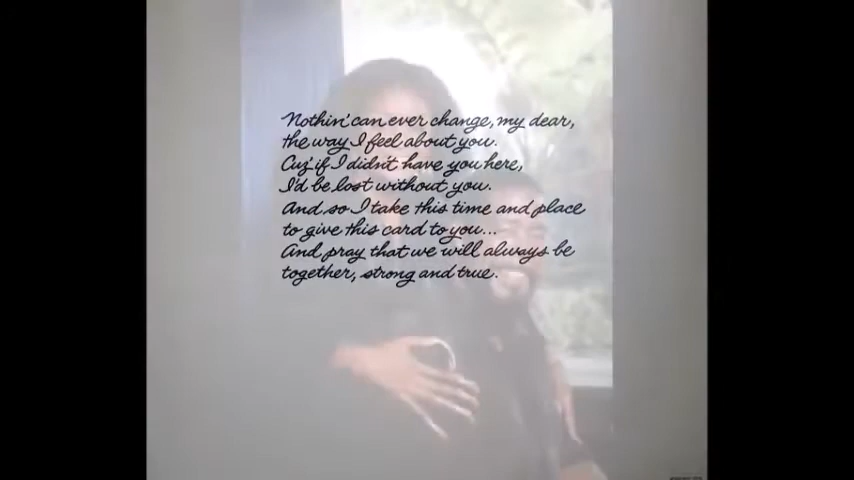 Nothin' can ever change, my dear,
the way I feel about you.
Cuz' if I didn't have you here,
I'd be lost without you.
And so I take this time and place
to give this card to you...
And pray that we will always be
together, strong and true.